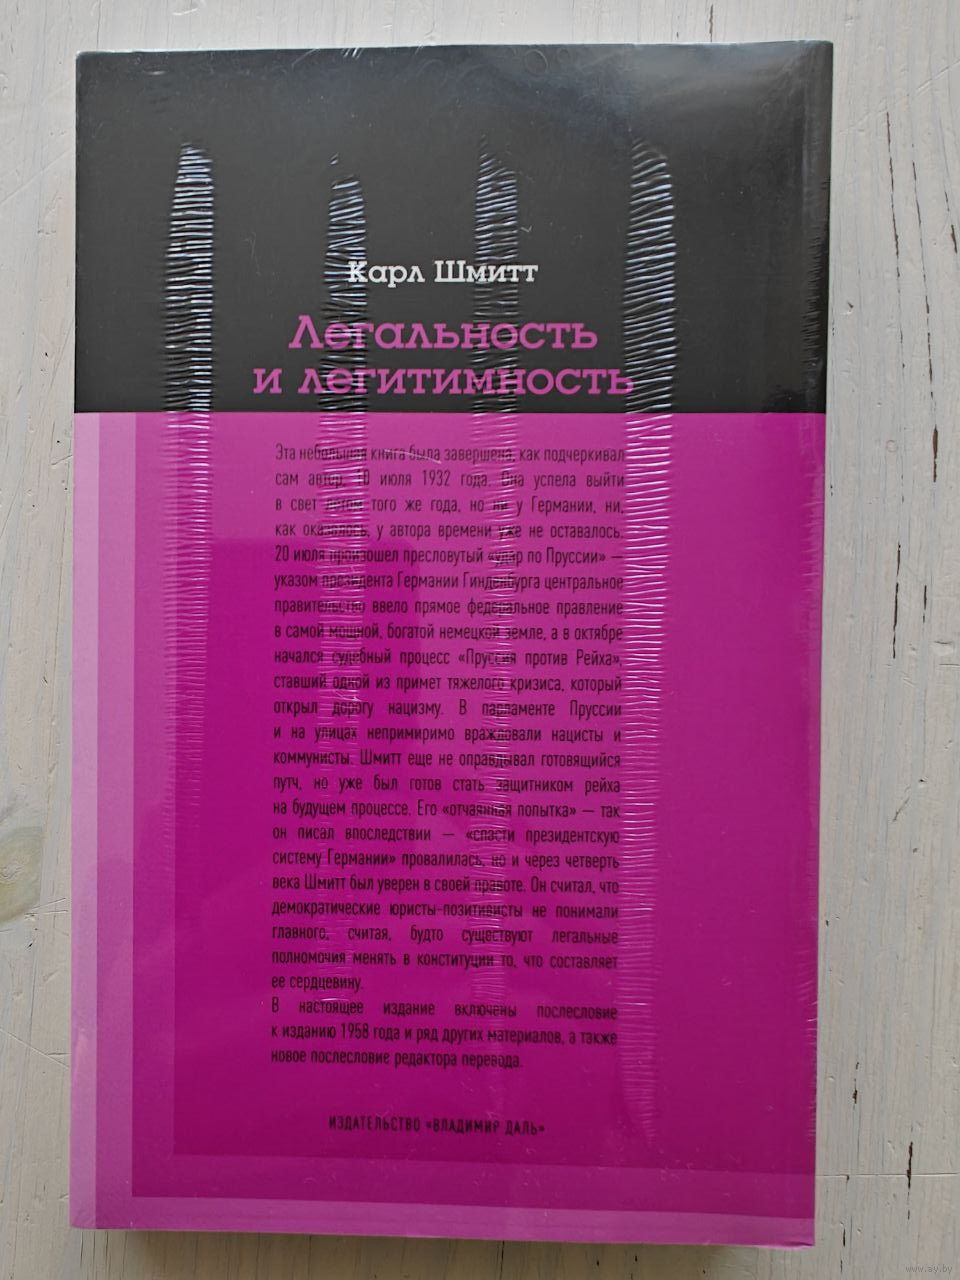 Карл Шмитт
Легальность
и легитимность
Эта небольшая книга была завершена, как подчеркивал
сам автор, 10 июля 1932 года. Она успела выйти
в свет летом того же года, но ни у Германии, ни,
как оказалось, у автора времени уже не оставалось.
20 июля произошел пресловутый «удар по Пруссии» —
указом президента Германии Гинденбурга центральное
правительство ввело прямое федеральное правление
в самой мощной, богатой немецкой земле, а в октябре
начался судебный процесс «Пруссия против Рейха»,
ставший одной из примет тяжелого кризиса, который
открыл дорогу нацизму. В парламенте Пруссии
и на улицах непримиримо враждовали нацисты и
коммунисты. Шмитт еще не оправдывал готовящийся
путч, но уже был готов стать защитником рейха
на будущем процессе. Его «отчаянная попытка» — так
он писал впоследствии — «спасти президентскую
систему Германии» провалилась, но и через четверть
века Шмитт был уверен в своей правоте. Он считал, что
демократические юристы-позитивисты не понимали
главного, считая, будто существуют легальные
полномочия менять в конституции то, что составляет
ее сердцевину.
В настоящее издание включены послесловие
к изданию 1958 года и ряд других материалов, а также
новое послесловие редактора перевода.
ИЗДАТЕЛЬСТВО «ВЛАДИМИР ДАЛЬ»
www.ay.by